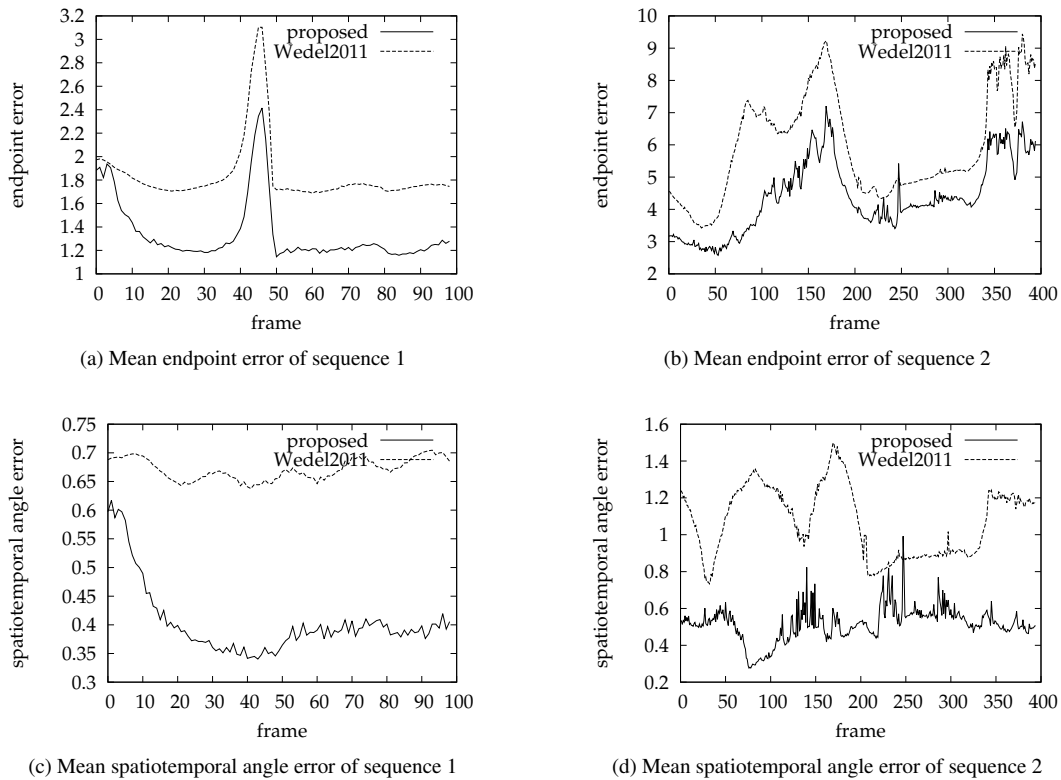 endpoint error
3.2
3
2.8
2.6
2.4
2.2
2
1.8
1.6
1.4
1.2
1
proposed
Wedel2011
0 10 20 30 40 50 60 70 80 90 100
frame
(a) Mean endpoint error of sequence 1
endpoint error
10
9
8
7
6
5
4
3
2
proposed
Wedel2011
0 50 100 150 200 250 300 350 400
frame
(b) Mean endpoint error of sequence 2
spatiotemporal angle error
0.75
0.7
0.65
0.6
0.55
0.5
0.45
0.4
0.35
0.3
proposed
Wedel2011
0 10 20 30 40 50 60 70 80 90 100
frame
(c) Mean spatiotemporal angle error of sequence 1
spatiotemporal angle error
1.6
1.4
1.2
1
0.8
0.6
0.4
0.2
proposed
Wedel2011
0 50 100 150 200 250 300 350 400
frame
(d) Mean spatiotemporal angle error of sequence 2